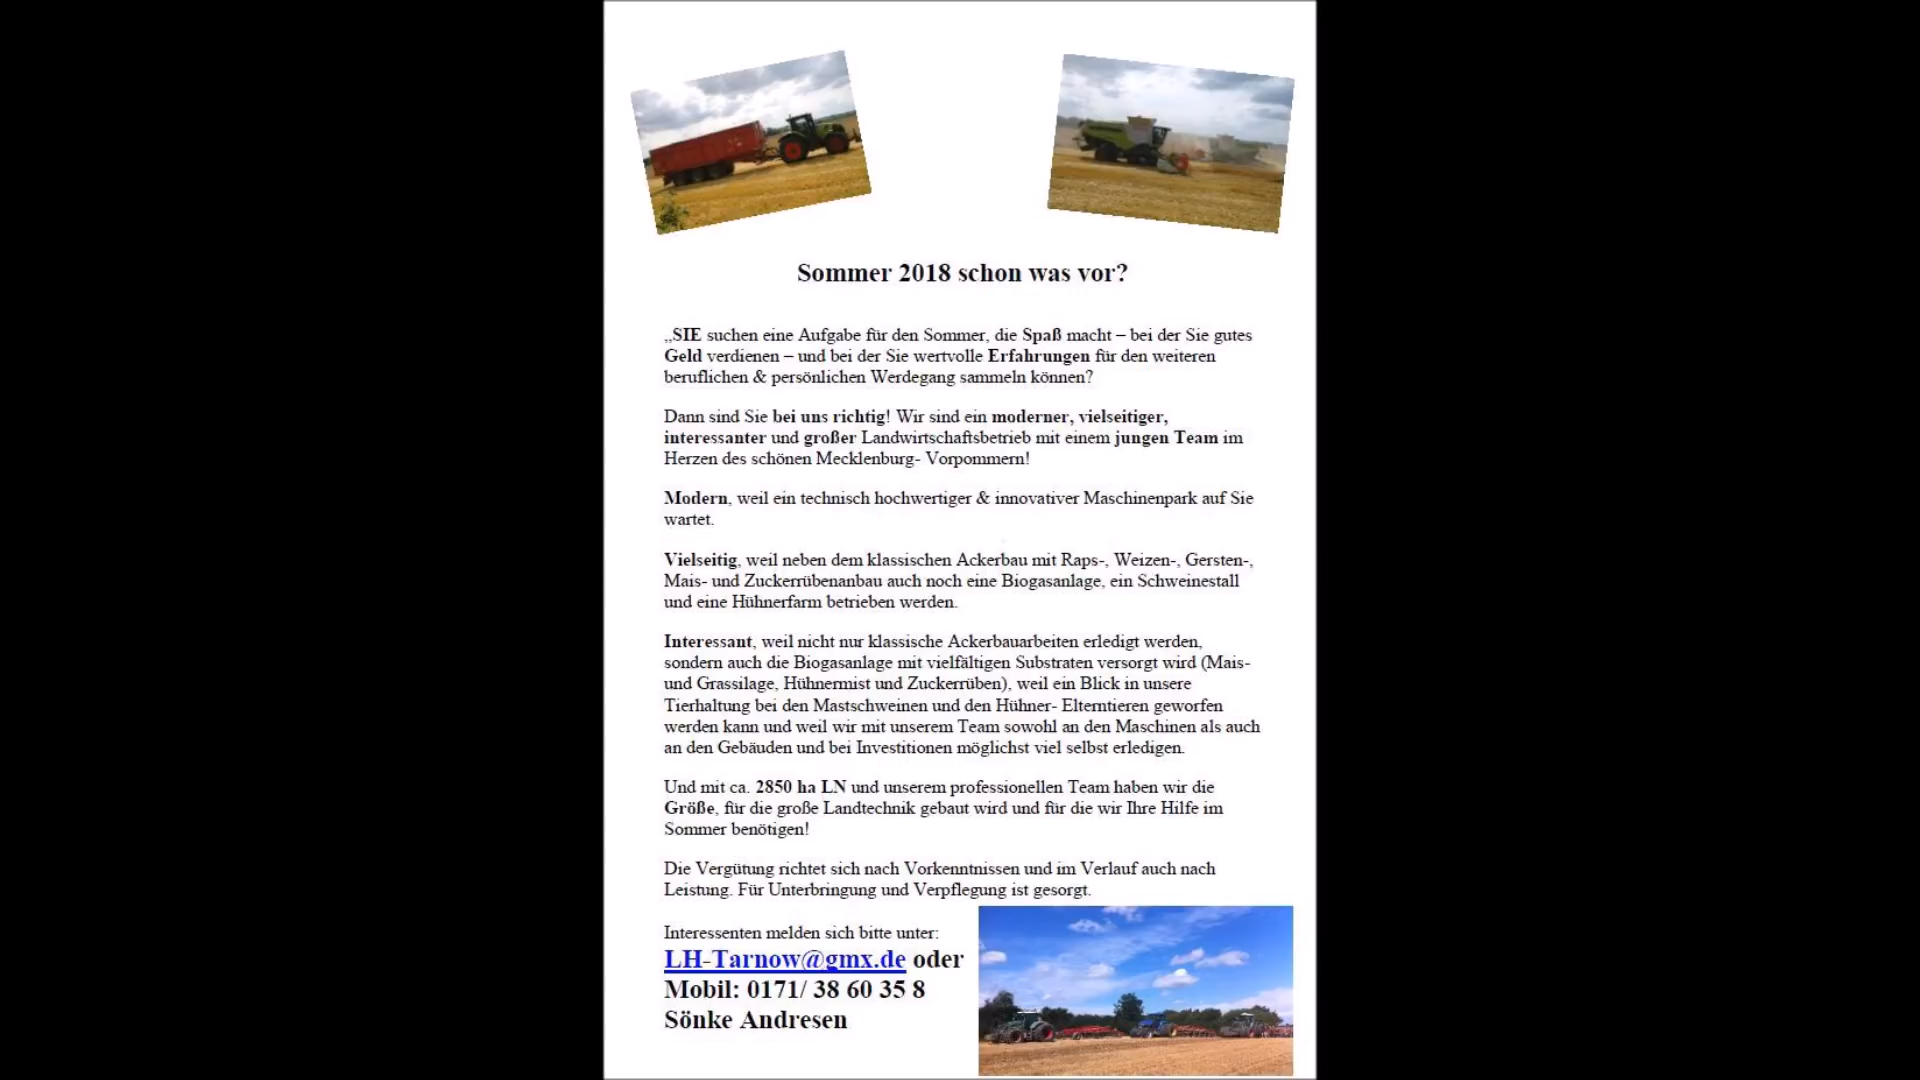 Sommer 2018 schon was vor?
„SIE suchen eine Aufgabe für den Sommer, die Spaß macht – bei der Sie gutes
Geld verdienen – und bei der Sie wertvolle Erfahrungen für den weiteren
beruflichen & persönlichen Werdegang sammeln können?
Dann sind Sie bei uns richtig! Wir sind ein moderner, vielseitiger,
interessanter und großer Landwirtschaftsbetrieb mit einem jungen Team im
Herzen des schönen Mecklenburg- Vorpommern!
Modern, weil ein technisch hochwertiger & innovativer Maschinenpark auf Sie
wartet.
Vielseitig, weil neben dem klassischen Ackerbau mit Raps-, Weizen-, Gersten-,
Mais- und Zuckerrübenanbau auch noch eine Biogasanlage, ein Schweinestall
und eine Hühnerfarm betrieben werden.
Interessant, weil nicht nur klassische Ackerbauarbeiten erledigt werden,
sondern auch die Biogasanlage mit vielfältigen Substraten versorgt wird (Mais-
und Grassilage, Hühnermist und Zuckerrüben), weil ein Blick in unsere
Tierhaltung bei den Mastschweinen und den Hühner- Elterntieren geworfen
werden kann und weil wir mit unserem Team sowohl an den Maschinen als auch
an den Gebäuden und bei Investitionen möglichst viel selbst erledigen.
Und mit ca. 2850 ha LN und unserem professionellen Team haben wir die
Größe, für die große Landtechnik gebaut wird und für die wir Ihre Hilfe im
Sommer benötigen!
Die Vergütung richtet sich nach Vorkenntnissen und im Verlauf auch nach
Leistung. Für Unterbringung und Verpflegung ist gesorgt.
Interessenten melden sich bitte unter:
LH-Tarnow@gmx.de oder
Mobil: 0171/ 38 60 35 8
Sönke Andresen